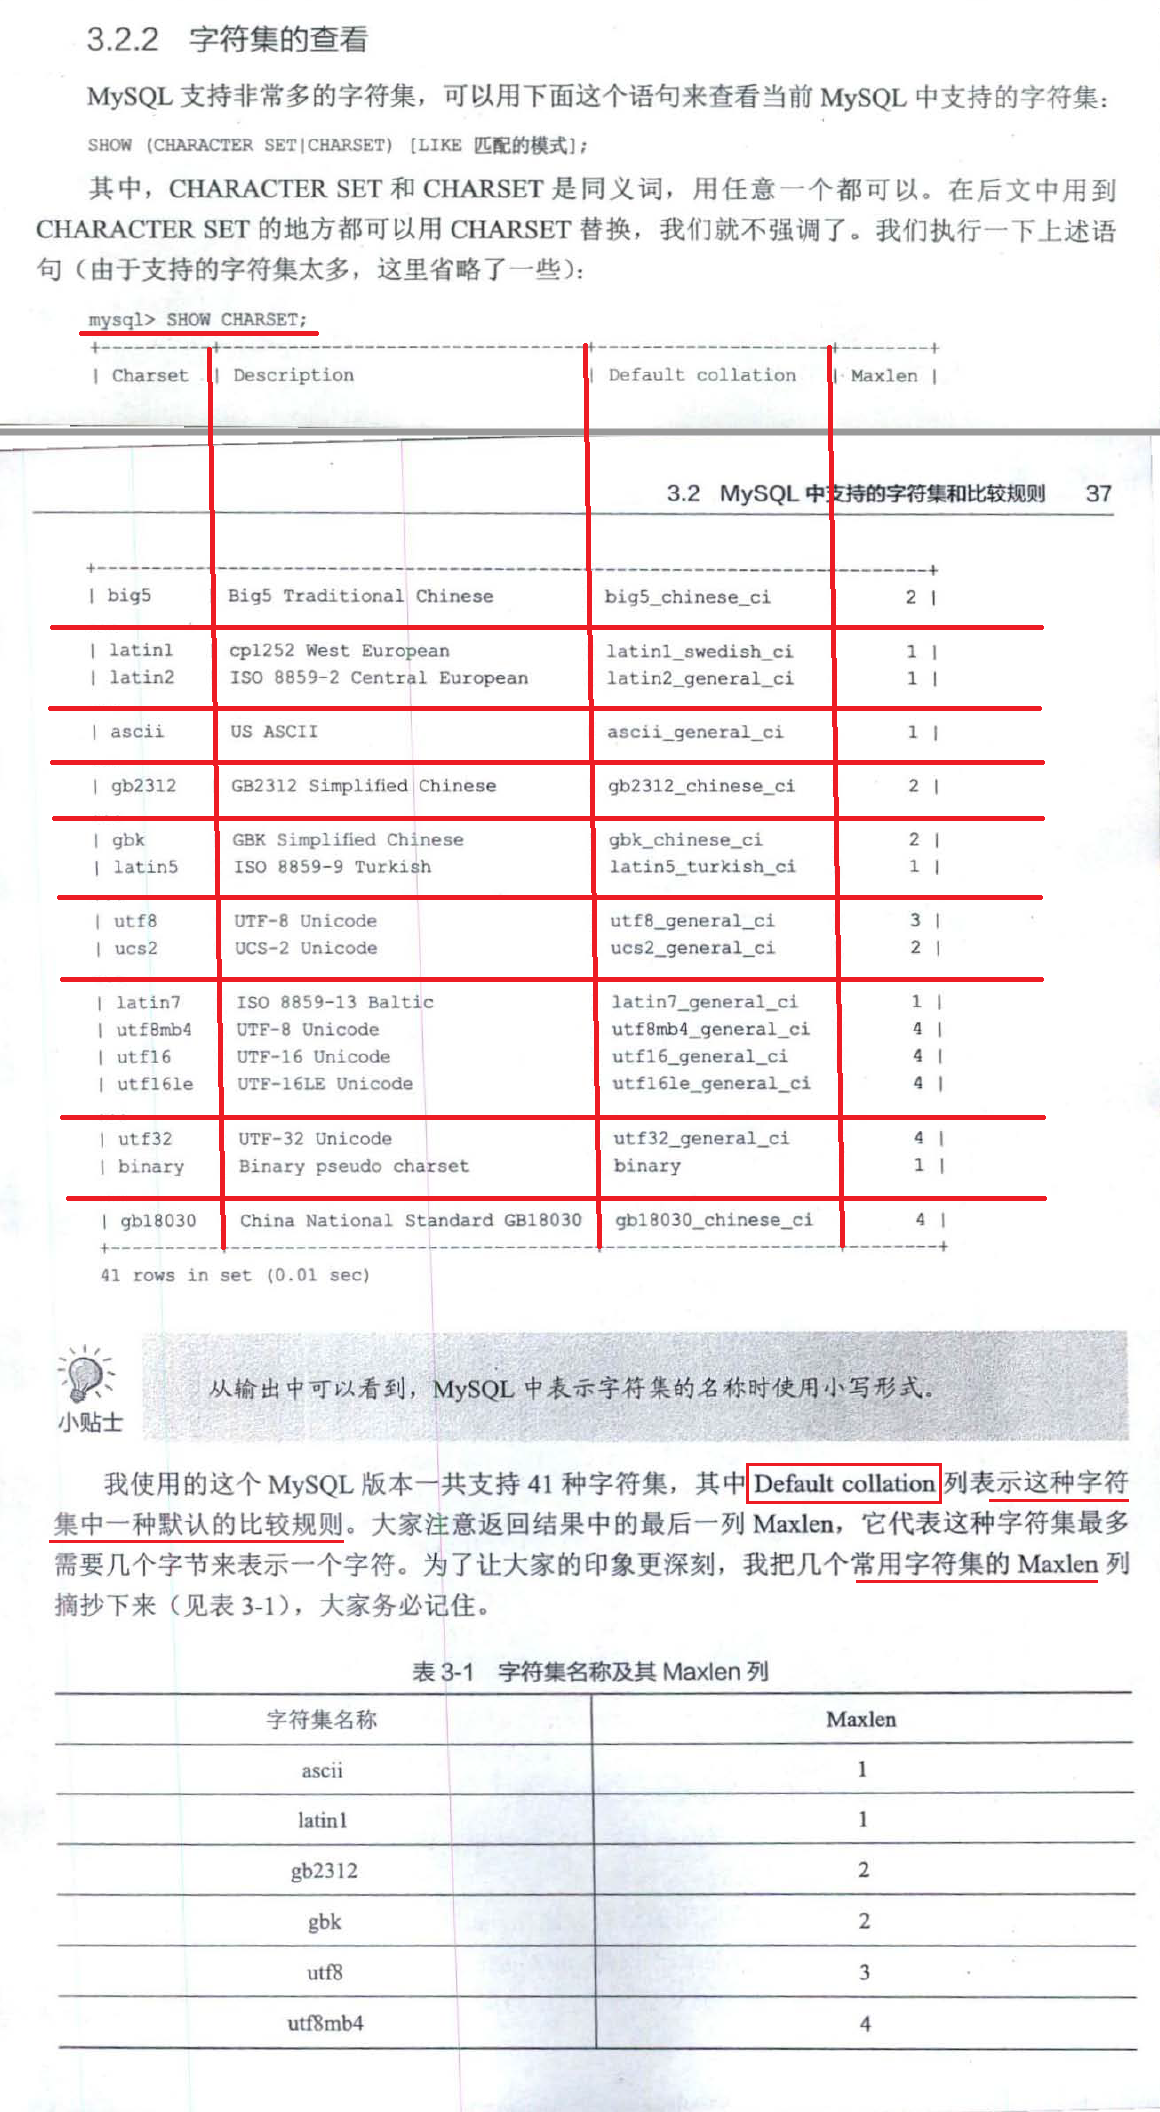 3.2.2 字符集的查看
MySQL 支持非常多的字符集，可以用下面这个语句来查看当前 MySQL 中支持的字符集：
SHOW (CHARACTER SET|CHARSET) [LIKE 匹配的模式];
其中，CHARACTER SET 和 CHARSET 是同义词，用任意一个都可以。在后文中用到
CHARACTER SET 的地方都可以用 CHARSET 替换，我们就不强调了。我们执行一下上述语
句（由于支持的字符集太多，这里省略了一些）：
mysql> SHOW CHARSET;
+----------+---------------------------------+---------------------+--------+
| Charset | Description | Default collation | Maxlen |
3.2 MySQL 中支持的字符集和比较规则 37
+----------+---------------------------------+---------------------+--------+
| big5 | Big5 Traditional Chinese | big5_chinese_ci | 2 |
| latin1 | cp1252 West European | latin1_swedish_ci | 1 |
| latin2 | ISO 8859-2 Central European | latin2_general_ci | 1 |
| ascii | US ASCII | ascii_general_ci | 1 |
| gb2312 | GB2312 Simplified Chinese | gb2312_chinese_ci | 2 |
| gbk | GBK Simplified Chinese | gbk_chinese_ci | 2 |
| latin5 | ISO 8859-9 Turkish | latin5_turkish_ci | 1 |
| utf8 | UTF-8 Unicode | utf8_general_ci | 3 |
| ucs2 | UCS-2 Unicode | ucs2_general_ci | 2 |
| latin7 | ISO 8859-13 Baltic | latin7_general_ci | 1 |
| utf8mb4 | UTF-8 Unicode | utf8mb4_general_ci | 4 |
| utf16 | UTF-16 Unicode | utf16_general_ci | 4 |
| utf16le | UTF-16LE Unicode | utf16le_general_ci | 4 |
| utf32 | UTF-32 Unicode | utf32_general_ci | 4 |
| binary | Binary pseudo charset | binary | 1 |
| gb18030 | China National Standard GB18030 | gb18030_chinese_ci | 4 |
+----------+---------------------------------+---------------------+--------+
41 rows in set (0.01 sec)
从输出中可以看到，MySQL 中表示字符集的名称时使用小写形式。
小贴士
我使用的这个 MySQL 版本一共支持 41 种字符集，其中 Default collation 列表示这种字符
集中一种默认的比较规则。大家注意返回结果中的最后一列 Maxlen，它代表这种字符集最多
需要几个字节来表示一个字符。为了让大家的印象更深刻，我把几个常用字符集的 Maxlen 列
摘抄下来（见表 3-1），大家务必记住。
表 3-1 字符集名称及其 Maxlen 列
字符集名称 Maxlen
ascii 1
latin1 1
gb2312 2
gbk 2
utf8 3
utf8mb4 4